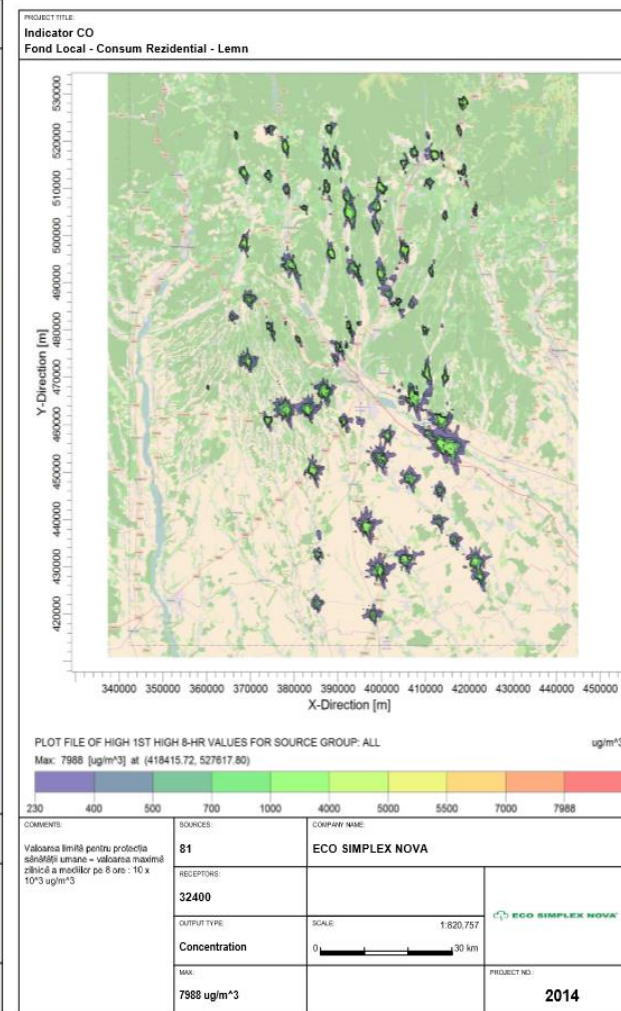 PROJECT TITLE:
Indicator CO
Fond Local - Consum Rezidential - Lemn
Y-Direction [m]
530000
520000
510000
500000
490000
480000
470000
460000
450000
440000
430000
420000
340000 350000 360000 370000 380000 390000 400000 410000 420000 430000 440000 450000
X-Direction [m]
PLOT FILE OF HIGH 1ST HIGH 8-HR VALUES FOR SOURCE GROUP: ALL
ug/m^3
Max: 7988 [ug/m^3] at (418415.72, 527617.80)
230 400 500 700 1000 4000 5000 5500 7000 7988
COMMENTS:
Valoarea limită pentru protecția
sănătății umane – valoarea maximă
zilnică a mediilor pe 8 ore : 10 x
10^3 ug/m^3
SOURCES:
81
COMPANY NAME:
ECO SIMPLEX NOVA
RECEPTORS:
32400
OUTPUT TYPE:
Concentration
SCALE:
1:820,757
0
30 km
ECO SIMPLEX NOVA
MAX:
7988 ug/m^3
PROJECT NO.:
2014